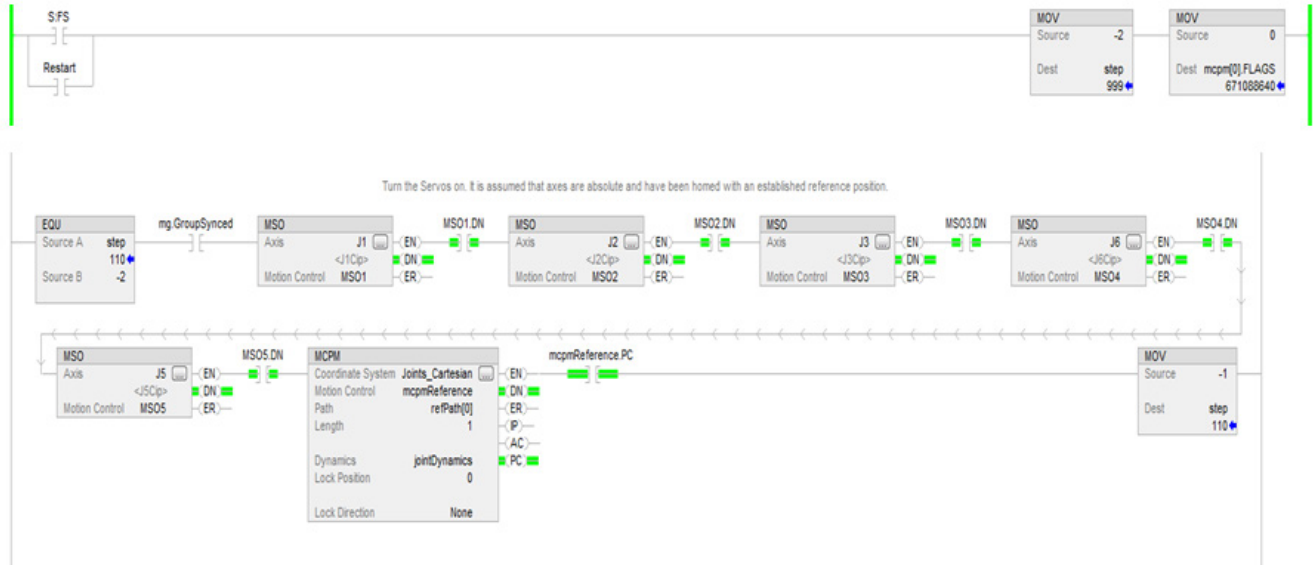 S:FS
Restart
MOV
Source -2
Dest step
999
MOV
Source 0
Dest mcpm[0].FLAGS
671088640
Turn the Servos on. It is assumed that axes are absolute and have been homed with an established reference position.
EQU
Source A step
110
Source B -2
mg.GroupSynced
MSO
Axis J1 ...
<J1Cip>
Motion Control MSO1
EN
DN
ER
MSO1.DN
MSO
Axis J2 ...
<J2Cip>
Motion Control MSO2
EN
DN
ER
MSO2.DN
MSO
Axis J3 ...
<J3Cip>
Motion Control MSO3
EN
DN
ER
MSO3.DN
MSO
Axis J6 ...
<J6Cip>
Motion Control MSO4
EN
DN
ER
MSO4.DN
MSO
Axis J5 ...
<J5Cip>
Motion Control MSO5
EN
DN
ER
MSO5.DN
MCPM
Coordinate System Joints_Cartesian ...
Motion Control mcpmReference
Path refPath[0]
Length 1
Dynamics jointDynamics
Lock Position 0
Lock Direction None
EN
DN
ER
IP
AC
PC
mcpmReference.PC
MOV
Source -1
Dest step
110